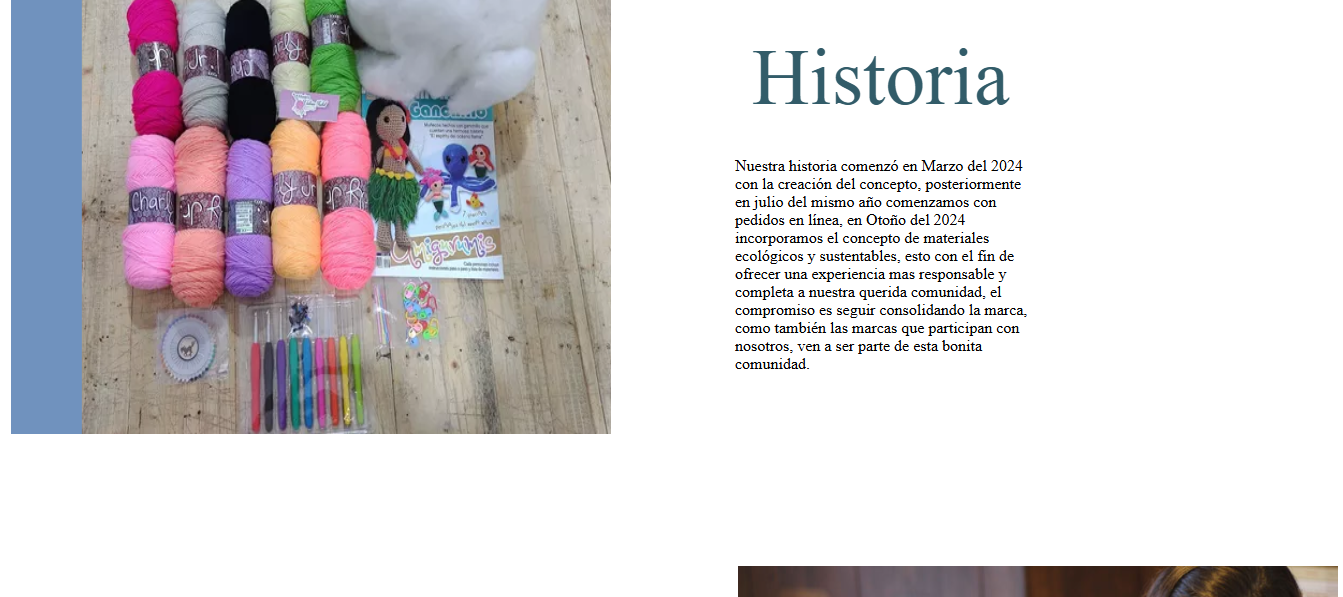 Historia
Nuestra historia comenzó en Marzo del 2024
con la creación del concepto, posteriormente
en julio del mismo año comenzamos con
pedidos en línea, en Otoño del 2024
incorporamos el concepto de materiales
ecológicos y sustentables, esto con el fin de
ofrecer una experiencia mas responsable y
completa a nuestra querida comunidad, el
compromiso es seguir consolidando la marca,
como también las marcas que participan con
nosotros, ven a ser parte de esta bonita
comunidad.
Jr.
Charly
Amigurumis